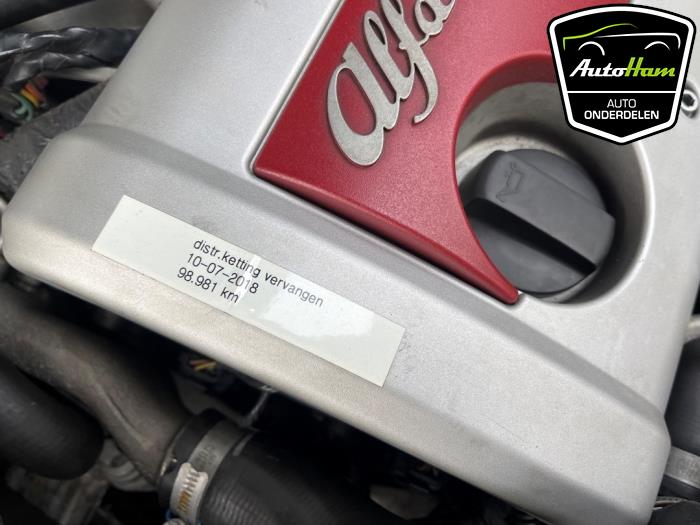 Alfa
AutoHam
AUTO
ONDERDELEN
distr.ketting vervangen
10-07-2018
98.981 km